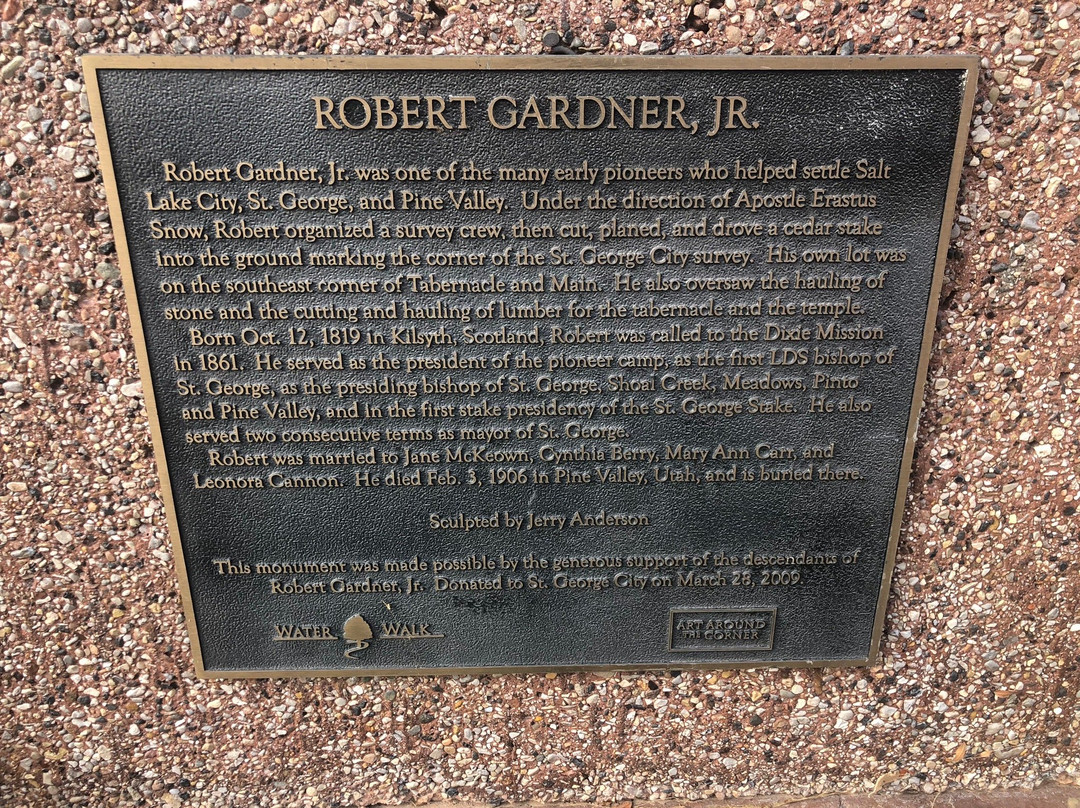 ROBERT GARDNER, JR.
Robert Gardner, Jr. was one of the many early pioneers who helped settle Salt
Lake City, St. George, and Pine Valley. Under the direction of Apostle Erastus
Snow, Robert organized a survey crew, then cut, planed, and drove a cedar stake
into the ground marking the corner of the St. George City survey. His own lot was
on the southeast corner of Tabernacle and Main. He also oversaw the hauling of
stone and the cutting and hauling of lumber for the tabernacle and the temple.
Born Oct. 12, 1819 in Kilsyth, Scotland, Robert was called to the Dixie Mission
in 1861. He served as the president of the pioneer camp, as the first LDS bishop of
St. George, as the presiding bishop of St. George, Shoal Creek, Meadows, Pinto
and Pine Valley, and in the first stake presidency of the St. George Stake. He also
served two consecutive terms as mayor of St. George.
Robert was married to Jane McKeown, Cynthia Berry, Mary Ann Carr, and
Leonora Cannon. He died Feb. 3, 1906 in Pine Valley, Utah, and is buried there.
Sculpted by Jerry Anderson
This monument was made possible by the generous support of the descendants of
Robert Gardner, Jr. Donated to St. George City on March 28, 2009.
WATER WALK
ART AROUND
THE CORNER